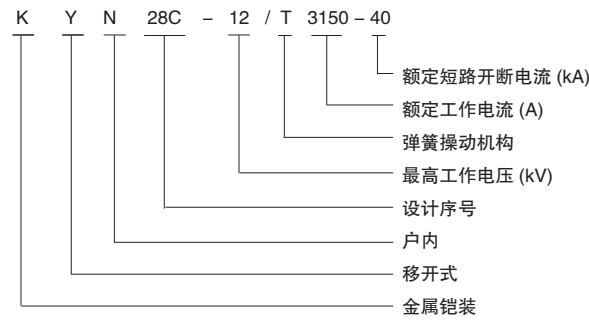 K Y N 28C – 12 / T 3150 – 40
额定短路开断电流 (kA)
额定工作电流 (A)
弹簧操动机构
最高工作电压 (kV)
设计序号
户内
移开式
金属铠装